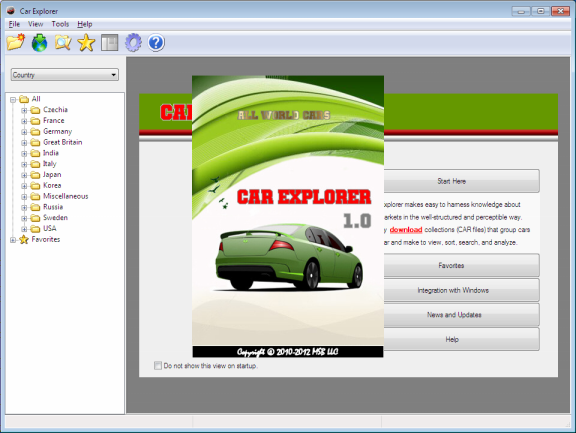 Car Explorer
File View Tools Help
Country
All
Czechia
France
Germany
Great Britain
India
Italy
Japan
Korea
Miscellaneous
Russia
Sweden
USA
Favorites
CAR
ALL WORLD CARS
CAR EXPLORER
1.0
Copyright © 2010-2012 MSB LLC
Start Here
xplorer makes easy to harness knowledge about
arkets in the well-structured and perceptible way.
y download collections (CAR files) that group cars
ar and make to view, sort, search, and analyze.
Favorites
Integration with Windows
News and Updates
Help
Do not show this view on startup.